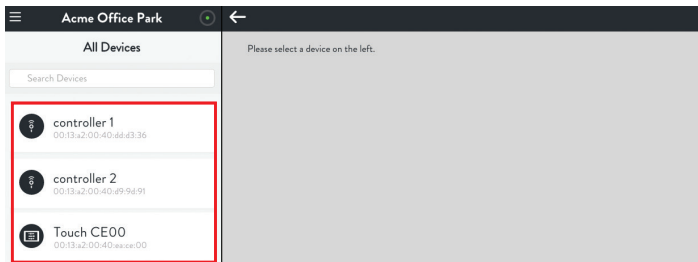 Acme Office Park
All Devices
Search Devices
controller 1
00:13:a2:00:40:dd:d3:36
controller 2
00:13:a2:00:40:d9:9d:91
Touch CE00
00:13:a2:00:40:ea:ce:00
Please select a device on the left.